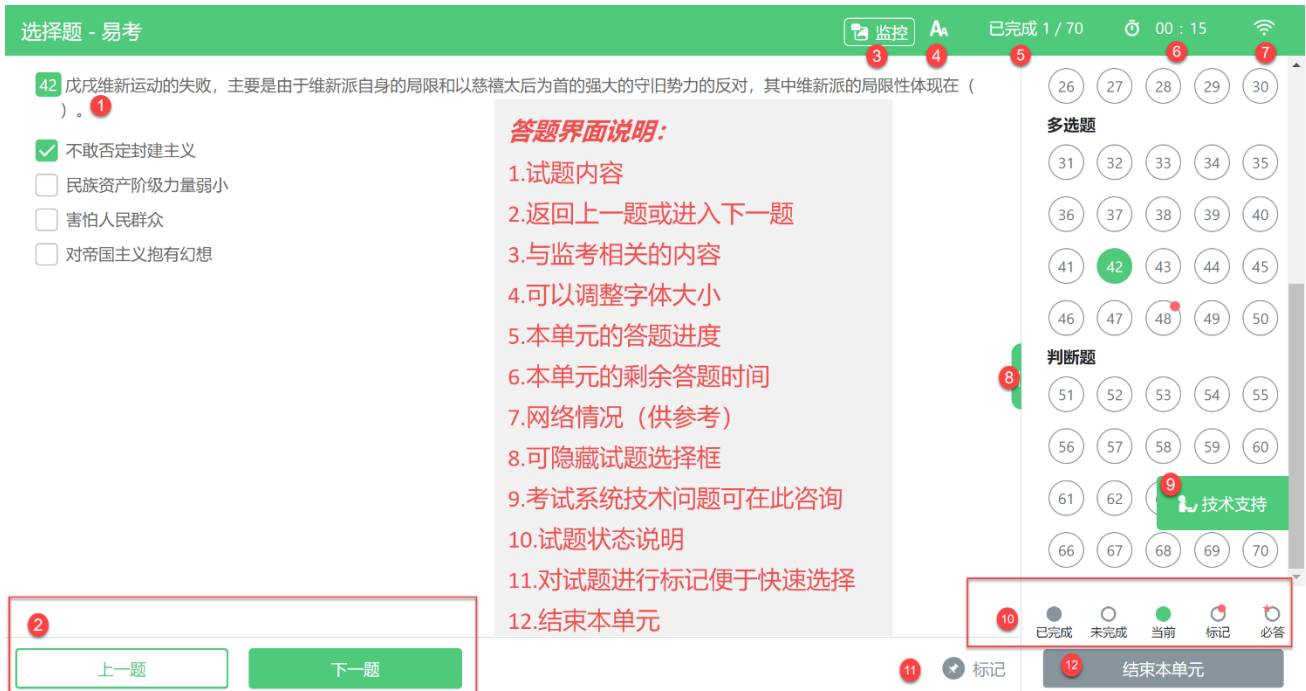 选择题 - 易考
监控
AA
已完成 1 / 70
00 : 15
3
4
5
6
7
42 戊戌维新运动的失败，主要是由于维新派自身的局限和以慈禧太后为首的强大的守旧势力的反对，其中维新派的局限性体现在（
）。 1
不敢否定封建主义
民族资产阶级力量弱小
害怕人民群众
对帝国主义抱有幻想
答题界面说明：
1.试题内容
2.返回上一题或进入下一题
3.与监考相关的内容
4.可以调整字体大小
5.本单元的答题进度
6.本单元的剩余答题时间
7.网络情况（供参考）
8.可隐藏试题选择框
9.考试系统技术问题可在此咨询
10.试题状态说明
11.对试题进行标记便于快速选择
12.结束本单元
26 27 28 29 30
多选题
31 32 33 34 35
36 37 38 39 40
41 42 43 44 45
46 47 48 49 50
判断题
8
51 52 53 54 55
56 57 58 59 60
61 62
9
技术支持
66 67 68 69 70
10
已完成 未完成 当前 标记 必答
2
上一题
下一题
11
标记
12
结束本单元